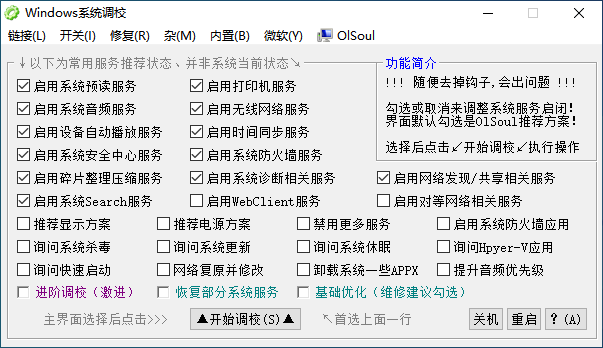 Windows系统调校
链接(L) 开关(I) 修复(R) 杂(M) 内置(B) 微软(Y) OlSoul
↓以下为常用服务推荐状态、并非系统当前状态↘ 功能简介
启用系统预读服务 启用打印机服务 !!! 随便去掉钩子,会出问题 !!!
启用系统音频服务 启用无线网络服务 勾选或取消来调整系统服务启闭!
启用设备自动播放服务 启用时间同步服务 界面默认勾选是OlSoul推荐方案!
启用系统安全中心服务 启用系统防火墙服务 选择后点击↙开始调校↙执行操作
启用碎片整理压缩服务 启用系统诊断相关服务 启用网络发现/共享相关服务
启用系统Search服务 启用WebClient服务 启用对等网络相关服务
推荐显示方案 推荐电源方案 禁用更多服务 启用系统防火墙应用
询问系统杀毒 询问系统更新 询问系统休眠 询问Hpyer-V应用
询问快速启动 网络复原并修改 卸载系统一些APPX 提升音频优先级
进阶调校（激进） 恢复部分系统服务 基础优化（维修建议勾选）
主界面选择后点击>>> ▲开始调校(S)▲ ↖首选上面一行 关机 重启 ? (A)